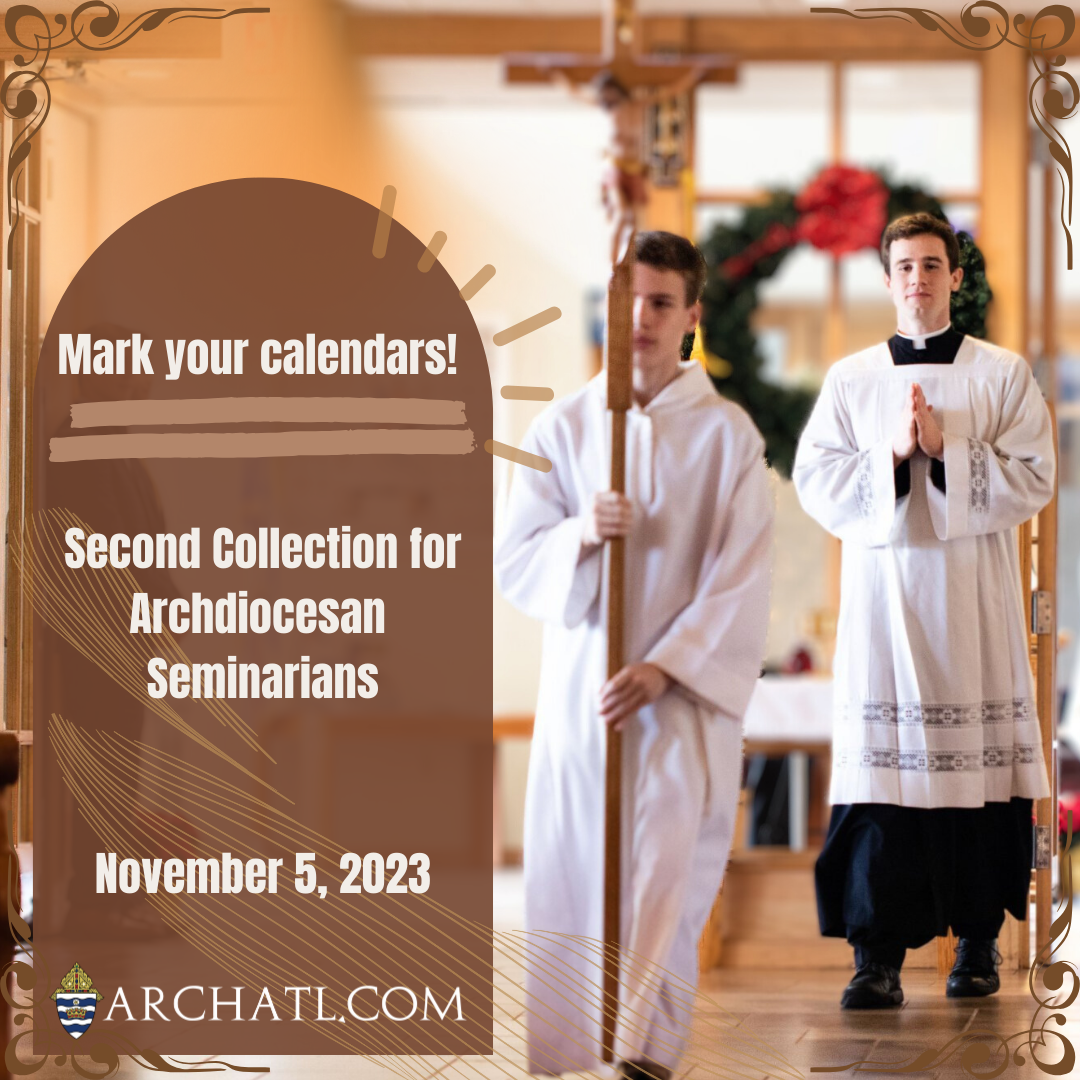 Mark your calendars!
Second Collection for
Archdiocesan
Seminarians
November 5, 2023
ARCHATL.COM